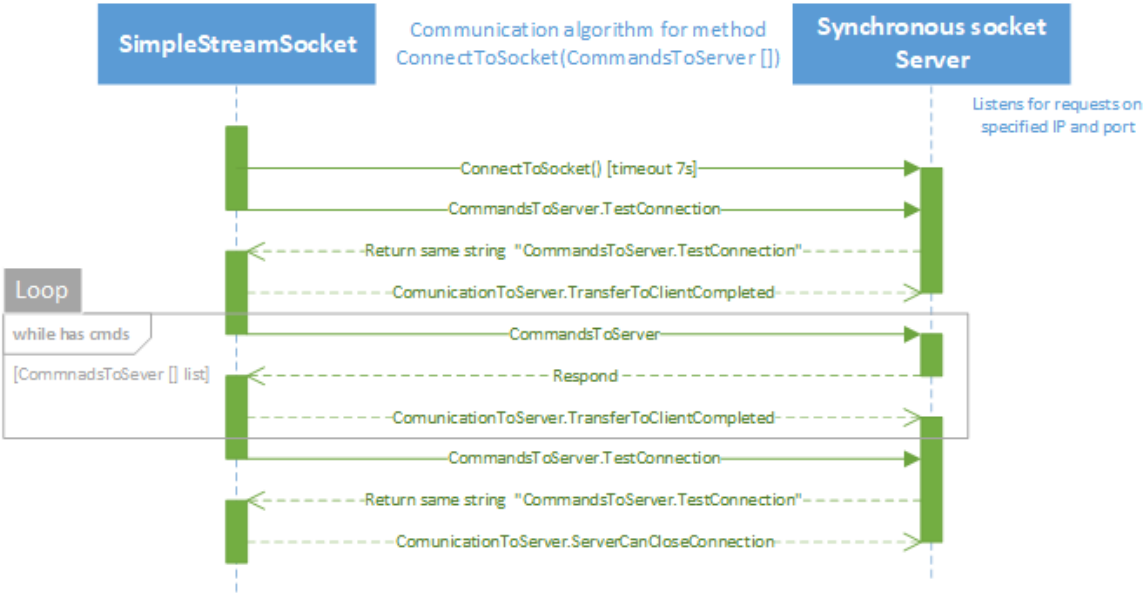 SimpleStreamSocket
Communication algorithm for method
ConnectToSocket(CommandsToServer [])
Synchronous socket
Server
Listens for requests on
specified IP and port
ConnectToSocket() [timeout 7s]
CommandsToServer.TestConnection
Return same string "CommandsToServer.TestConnection"
ComunicationToServer.TransferToClientCompleted
Loop
while has cmds
CommandsToServer
[CommnadsToSever [] list]
Respond
ComunicationToServer.TransferToClientCompleted
CommandsToServer.TestConnection
Return same string "CommandsToServer.TestConnection"
ComunicationToServer.ServerCanCloseConnection